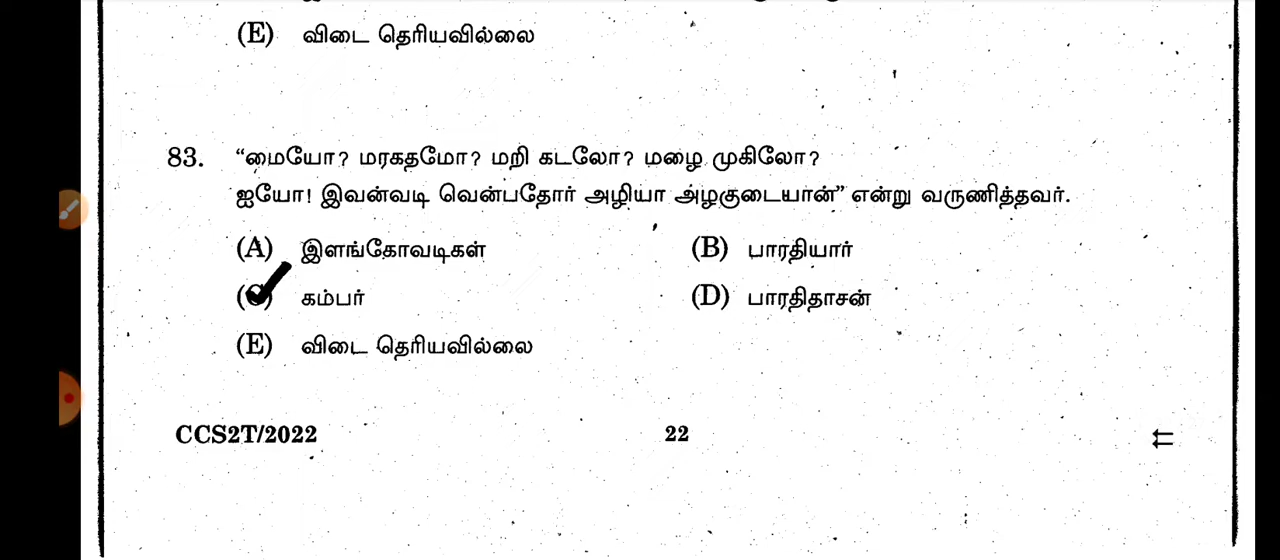 (E) விடை தெரியவில்லை
83. "மையோ? மரகதமோ? மறி கடலோ? மழை முகிலோ?
ஐயோ! இவன்வடி வென்பதோர் அழியா அழகுடையான்" என்று வருணித்தவர்.
(A) இளங்கோவடிகள் (B) பாரதியார்
(C) கம்பர் (D) பாரதிதாசன்
(E) விடை தெரியவில்லை
CCS2T/2022 22